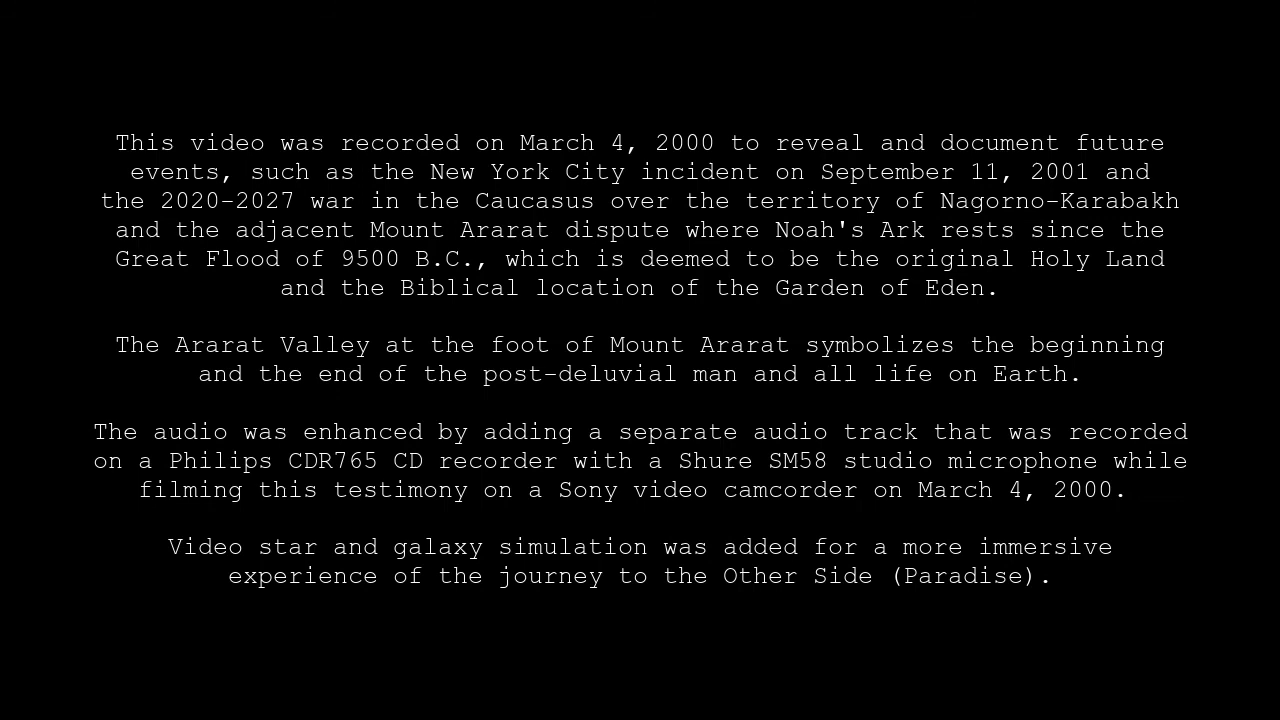 This video was recorded on March 4, 2000 to reveal and document future
events, such as the New York City incident on September 11, 2001 and
the 2020-2027 war in the Caucasus over the territory of Nagorno-Karabakh
and the adjacent Mount Ararat dispute where Noah's Ark rests since the
Great Flood of 9500 B.C., which is deemed to be the original Holy Land
and the Biblical location of the Garden of Eden.
The Ararat Valley at the foot of Mount Ararat symbolizes the beginning
and the end of the post-deluvial man and all life on Earth.
The audio was enhanced by adding a separate audio track that was recorded
on a Philips CDR765 CD recorder with a Shure SM58 studio microphone while
filming this testimony on a Sony video camcorder on March 4, 2000.
Video star and galaxy simulation was added for a more immersive
experience of the journey to the Other Side (Paradise).